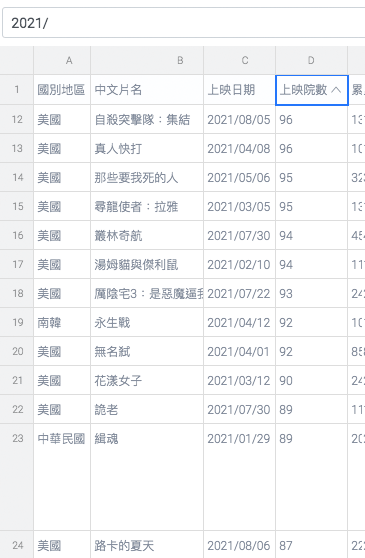 2021/
A B C D
1 國別地區 中文片名 上映日期 上映院數 累
12 美國 自殺突擊隊：集結 2021/08/05 96 13
13 美國 真人快打 2021/04/08 96 10
14 美國 那些要我死的人 2021/05/06 95 32
15 美國 尋龍使者：拉雅 2021/03/05 95 13
16 美國 叢林奇航 2021/07/30 94 45
17 美國 湯姆貓與傑利鼠 2021/02/10 94 11
18 美國 厲陰宅3：是惡魔逼我 2021/07/22 93 24
19 南韓 永生戰 2021/04/12 92 10
20 美國 無名弒 2021/04/01 92 85
21 美國 花漾女子 2021/03/12 90 24
22 美國 詭老 2021/07/30 89 11
23 中華民國 緝魂 2021/01/29 89 20
24 美國 路卡的夏天 2021/08/06 87 22